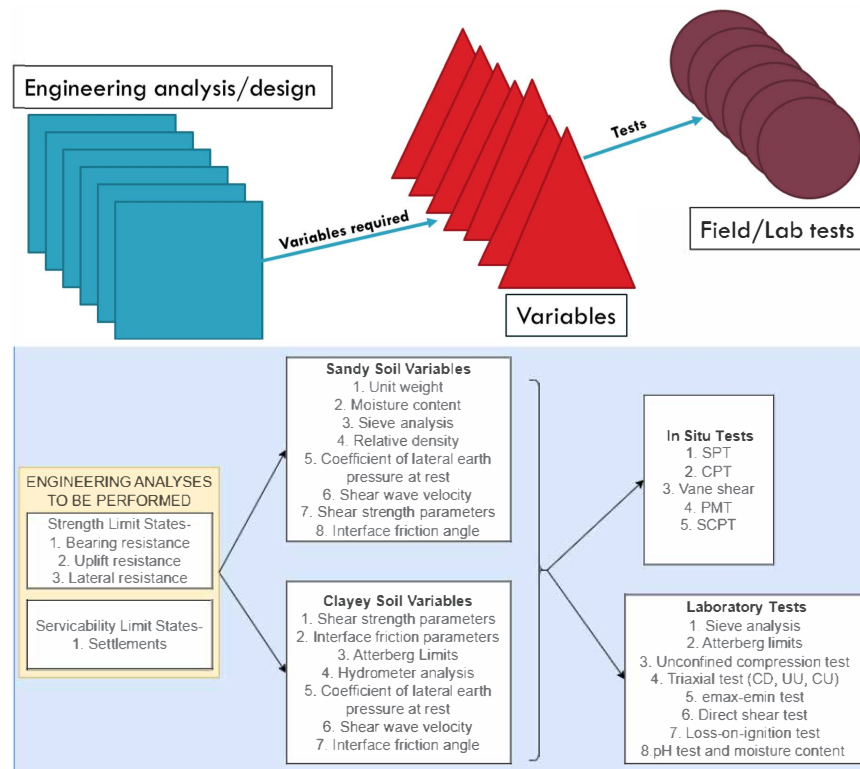 Engineering analysis/design
Variables required
Variables
Tests
Field/Lab tests
ENGINEERING ANALYSES
TO BE PERFORMED
Strength Limit States-
1. Bearing resistance
2. Uplift resistance
3. Lateral resistance
Servicability Limit States-
1. Settlements
Sandy Soil Variables
1. Unit weight
2. Moisture content
3. Sieve analysis
4. Relative density
5. Coefficient of lateral earth
pressure at rest
6. Shear wave velocity
7. Shear strength parameters
8. Interface friction angle
Clayey Soil Variables
1. Shear strength parameters
2. Interface friction parameters
3. Atterberg Limits
4. Hydrometer analysis
5. Coefficient of lateral earth
pressure at rest
6. Shear wave velocity
7. Interface friction angle
In Situ Tests
1. SPT
2. CPT
3. Vane shear
4. PMT
5. SCPT
Laboratory Tests
1. Sieve analysis
2. Atterberg limits
3. Unconfined compression test
4. Triaxial test (CD, UU, CU)
5. emax-emin test
6. Direct shear test
7. Loss-on-ignition test
8 pH test and moisture content